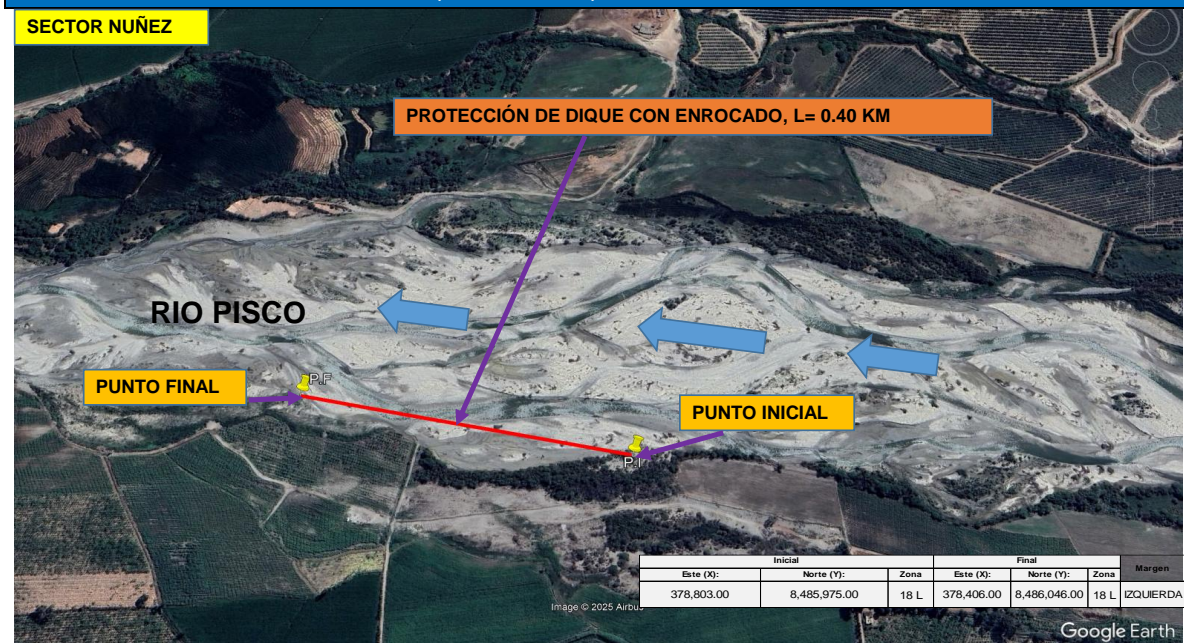 SECTOR NUÑEZ
PROTECCIÓN DE DIQUE CON ENROCADO, L= 0.40 KM
RIO PISCO
P.F
PUNTO FINAL
PUNTO INICIAL
P.I
Inicial Final Margen
Este (X): Norte (Y): Zona Este (X): Norte (Y): Zona
378,803.00 8,485,975.00 18 L 378,406.00 8,486,046.00 18 L IZQUIERDA
Image © 2025 Airbus
Google Earth